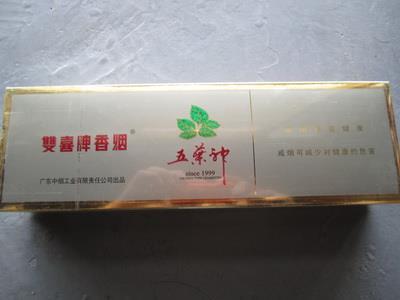 雙喜牌香烟®
广东中烟工业有限责任公司出品
五葉神
since 1999
戒烟可减少对健康的危害